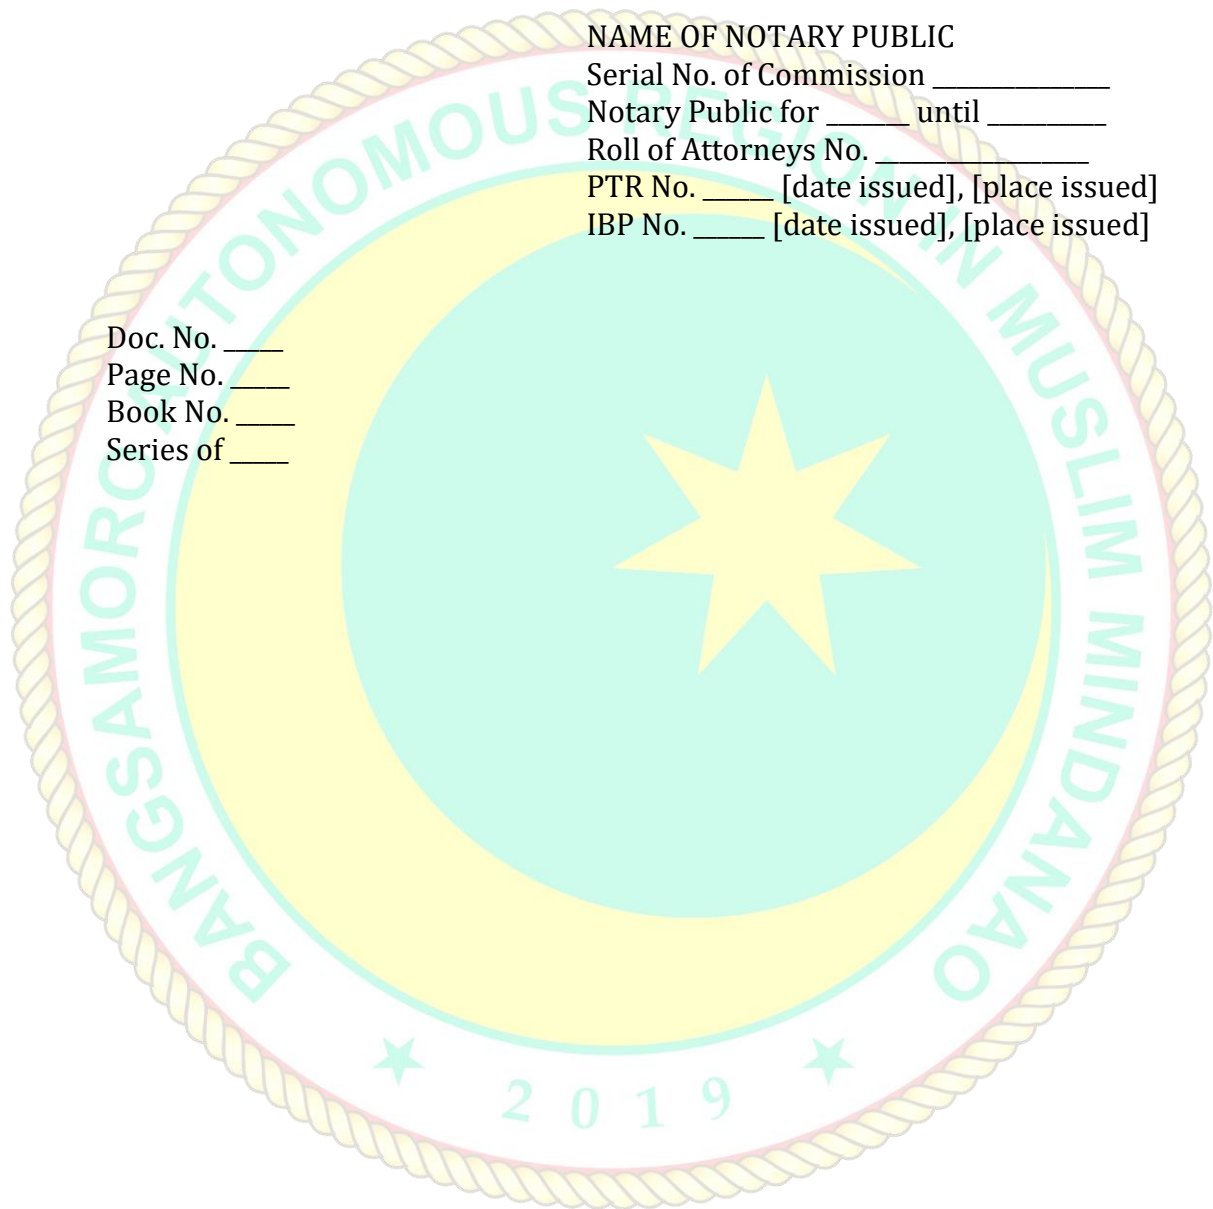 NAME OF NOTARY PUBLIC
Serial No. of Commission _______________
Notary Public for _______ until __________
Roll of Attorneys No. __________________
PTR No. ______ [date issued], [place issued]
IBP No. ______ [date issued], [place issued]
Doc. No. _____
Page No. _____
Book No. _____
Series of _____
BANGSAMORO AUTONOMOUS REGION IN MUSLIM MINDANAO
2019